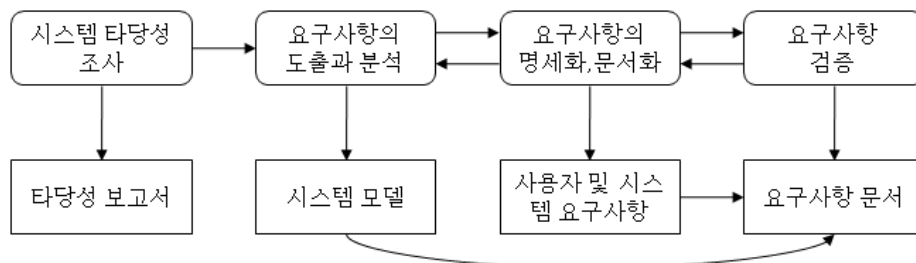 시스템 타당성
조사
요구사항의
도출과 분석
요구사항의
명세화,문서화
요구사항
검증
타당성 보고서
시스템 모델
사용자 및 시스
템 요구사항
요구사항 문서